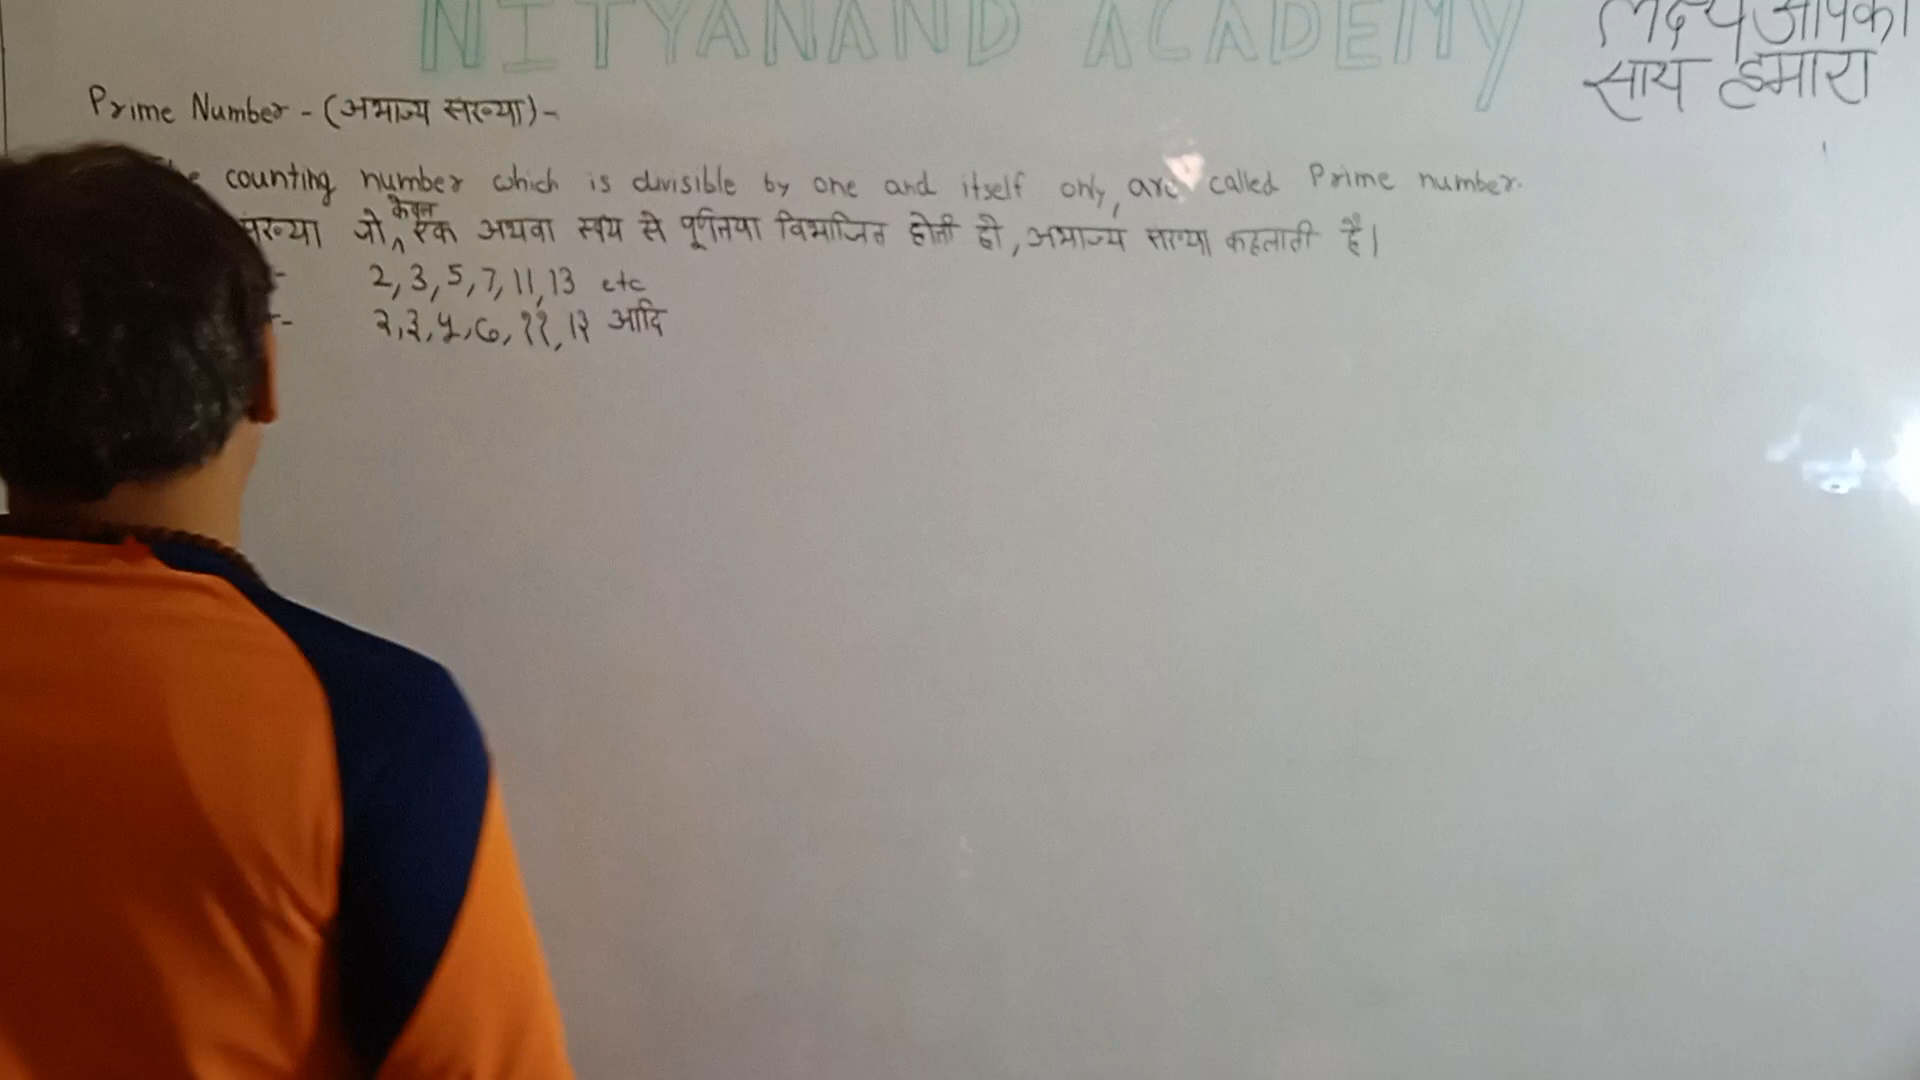 NITYANAND ACADEMY
लक्ष्य आपका
साथ हमारा
Prime Number - (अभाज्य संख्या) -
counting number which is divisible by one and itself only, are called Prime number.
संख्या जो केवल एक अथवा स्वयं से पूर्णतया विभाजित होती हो, अभाज्य संख्या कहलाती है।
2, 3, 5, 7, 11, 13 etc
२, ३, ५, ७, ११, १३ आदि